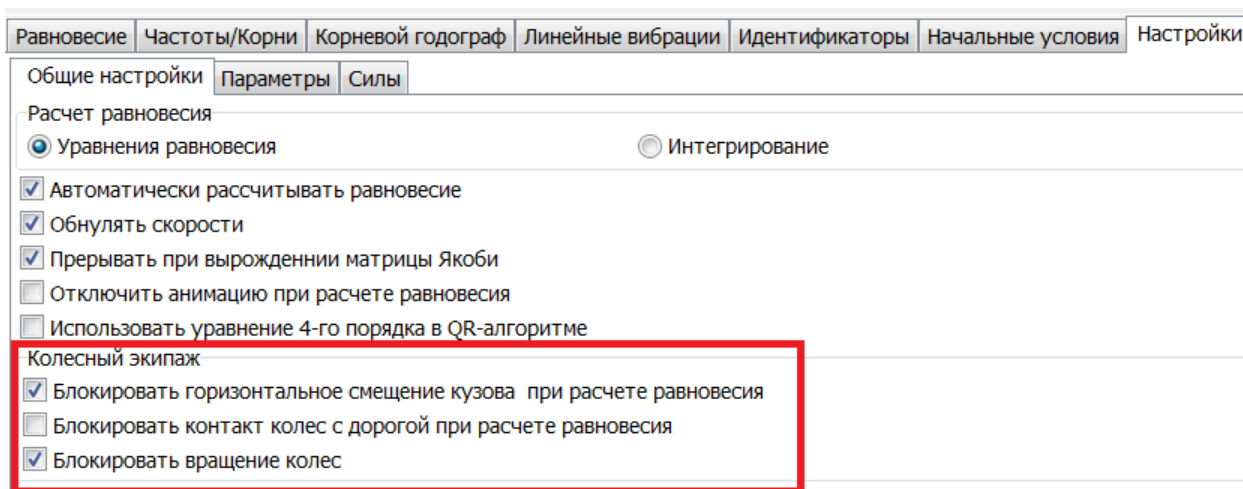 Равновесие Частоты/Корни Корневой годограф Линейные вибрации Идентификаторы Начальные условия Настройки
Общие настройки Параметры Силы
Расчет равновесия
Уравнения равновесия Интегрирование
Автоматически рассчитывать равновесие
Обнулять скорости
Прерывать при вырожденнии матрицы Якоби
Отключить анимацию при расчете равновесия
Использовать уравнение 4-го порядка в QR-алгоритме
Колесный экипаж
Блокировать горизонтальное смещение кузова при расчете равновесия
Блокировать контакт колес с дорогой при расчете равновесия
Блокировать вращение колес